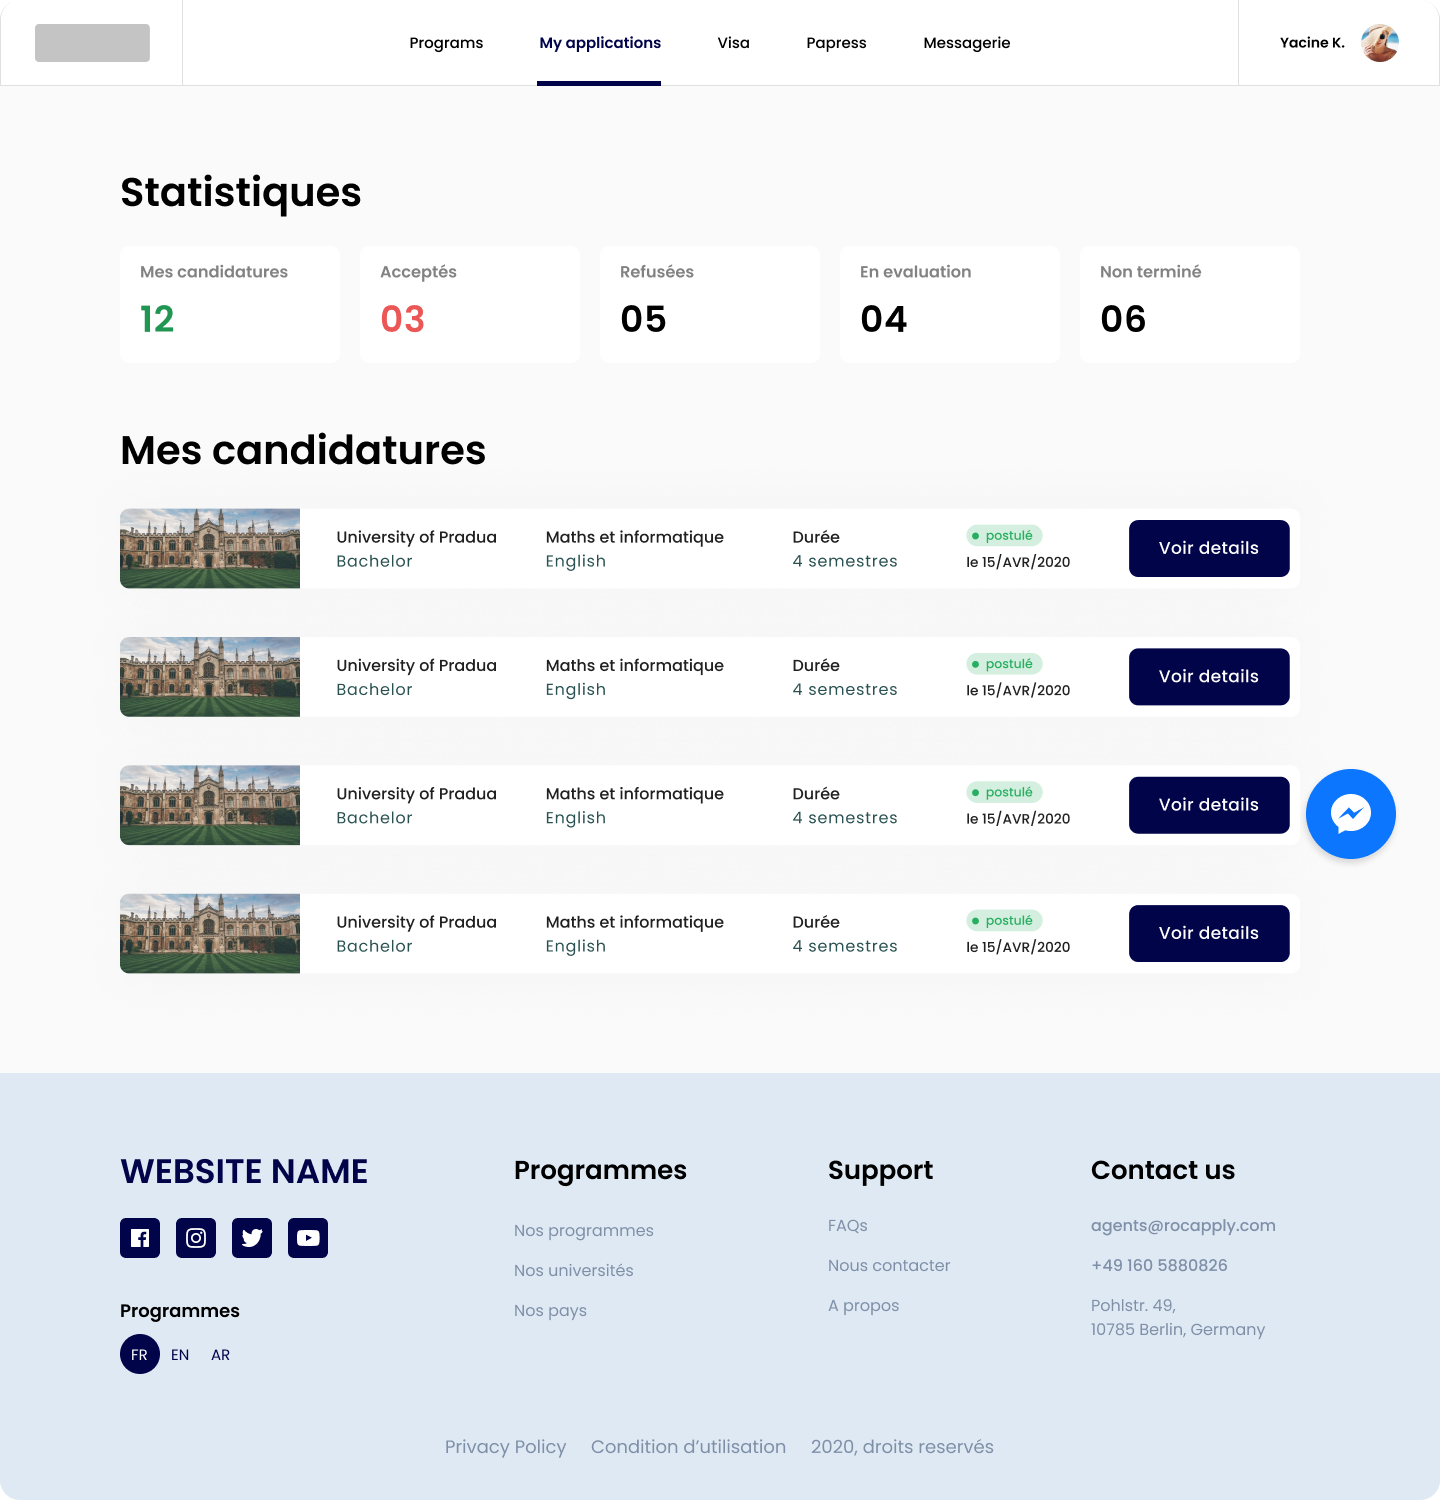 Programs
My applications
Visa
Papress
Messagerie
Yacine K.
Statistiques
Mes candidatures
12
Acceptés
03
Refusées
05
En evaluation
04
Non terminé
06
Mes candidatures
University of Pradua
Bachelor
Maths et informatique
English
Durée
4 semestres
postulé
le 15/AVR/2020
Voir details
University of Pradua
Bachelor
Maths et informatique
English
Durée
4 semestres
postulé
le 15/AVR/2020
Voir details
University of Pradua
Bachelor
Maths et informatique
English
Durée
4 semestres
postulé
le 15/AVR/2020
Voir details
University of Pradua
Bachelor
Maths et informatique
English
Durée
4 semestres
postulé
le 15/AVR/2020
Voir details
WEBSITE NAME
Programmes
FR
EN
AR
Programmes
Nos programmes
Nos universités
Nos pays
Support
FAQs
Nous contacter
A propos
Contact us
agents@rocapply.com
+49 160 5880826
Pohlstr. 49,
10785 Berlin, Germany
Privacy Policy
Condition d’utilisation
2020, droits reservés